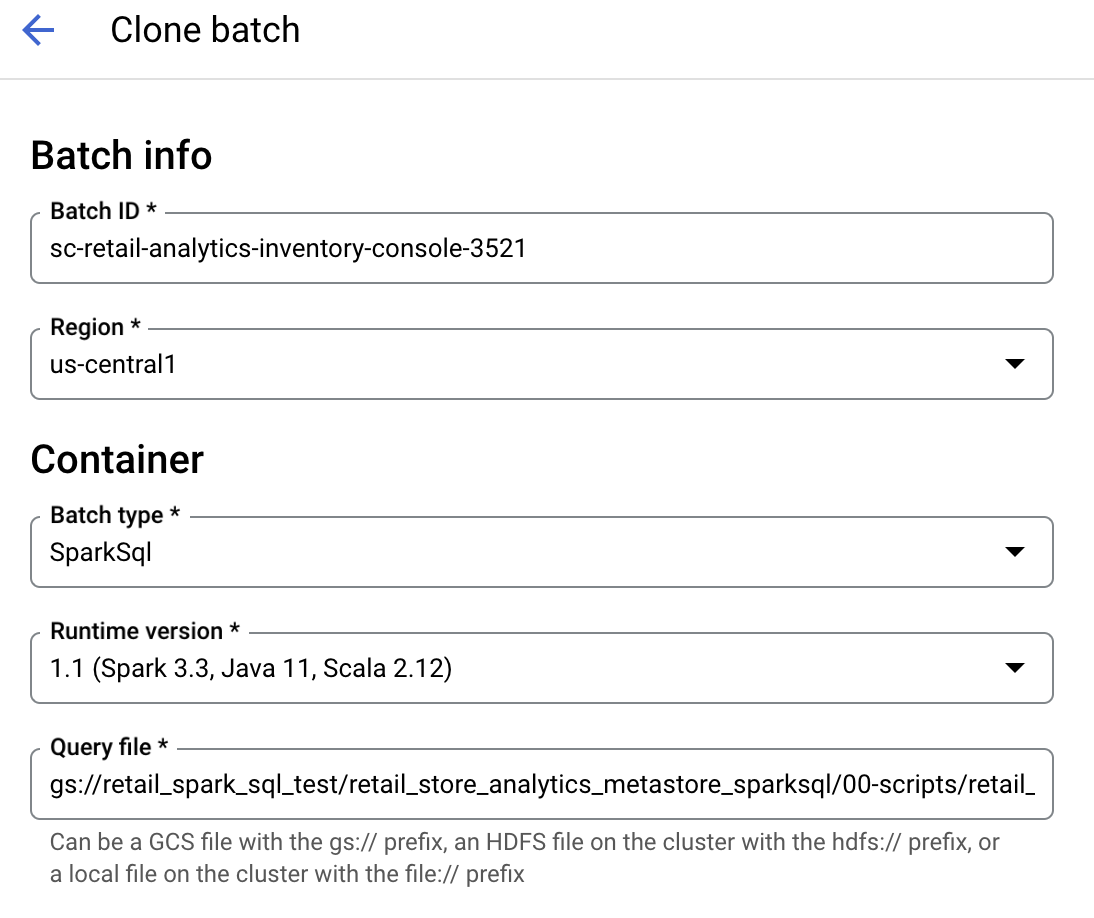 Clone batch
Batch info
Batch ID *
sc-retail-analytics-inventory-console-3521
Region *
us-central1
Container
Batch type *
SparkSql
Runtime version *
1.1 (Spark 3.3, Java 11, Scala 2.12)
Query file *
gs://retail_spark_sql_test/retail_store_analytics_metastore_sparksql/00-scripts/retail_
Can be a GCS file with the gs:// prefix, an HDFS file on the cluster with the hdfs:// prefix, or
a local file on the cluster with the file:// prefix